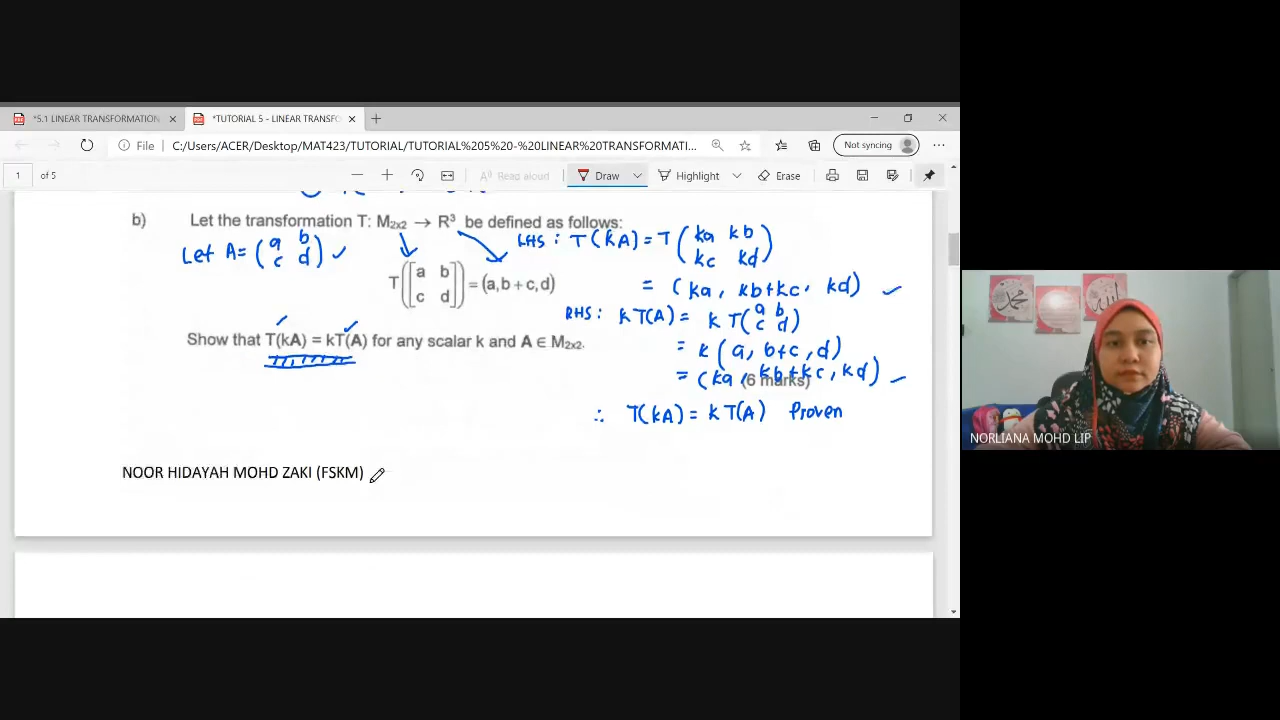 *5.1 LINEAR TRANSFORMATION
*TUTORIAL 5 - LINEAR TRANSFO
File
C:/Users/ACER/Desktop/MAT423/TUTORIAL/TUTORIAL%205%20-%20LINEAR%20TRANSFORMATI...
Not syncing
1 of 5
Read aloud
Draw
Highlight
Erase
b) Let the transformation T: M2x2 → R³ be defined as follows:
Let A = (a b
c d)
T([a b
c d]) = (a, b + c, d)
Show that T(kA) = kT(A) for any scalar k and A ∈ M2x2.
LHS : T(kA) = T (ka kb
kc kd)
= (ka, kb+kc, kd)
RHS : kT(A) = k T(a b
c d)
= k (a, b+c, d)
= (ka, kb+kc, kd)
(6 marks)
∴ T(kA) = k T(A) Proven
NOOR HIDAYAH MOHD ZAKI (FSKM)
NORLIANA MOHD LIP